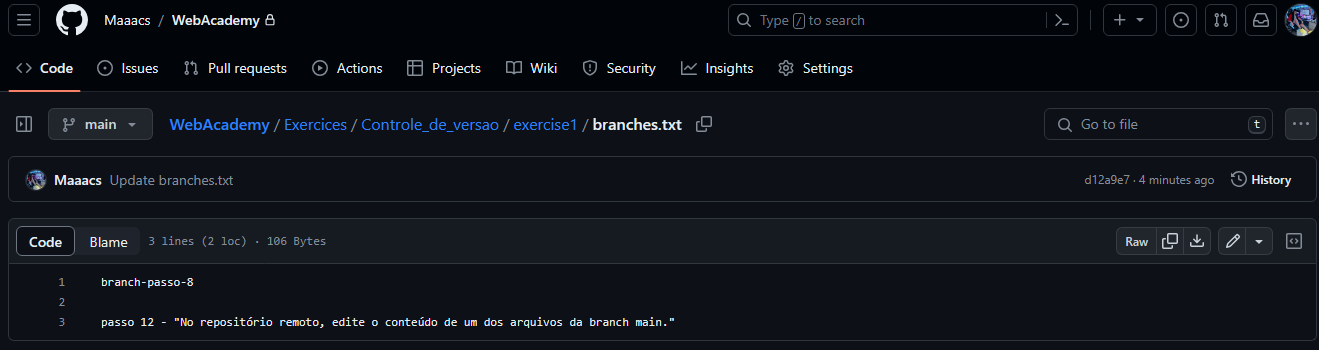 Maaacs / WebAcademy
Type / to search
Code Issues Pull requests Actions Projects Wiki Security Insights Settings
main WebAcademy / Exercices / Controle_de_versao / exercise1 / branches.txt Go to file t
Maaacs Update branches.txt d12a9e7 · 4 minutes ago History
Code Blame 3 lines (2 loc) · 106 Bytes Raw
1 branch-passo-8
2
3 passo 12 - "No repositório remoto, edite o conteúdo de um dos arquivos da branch main."